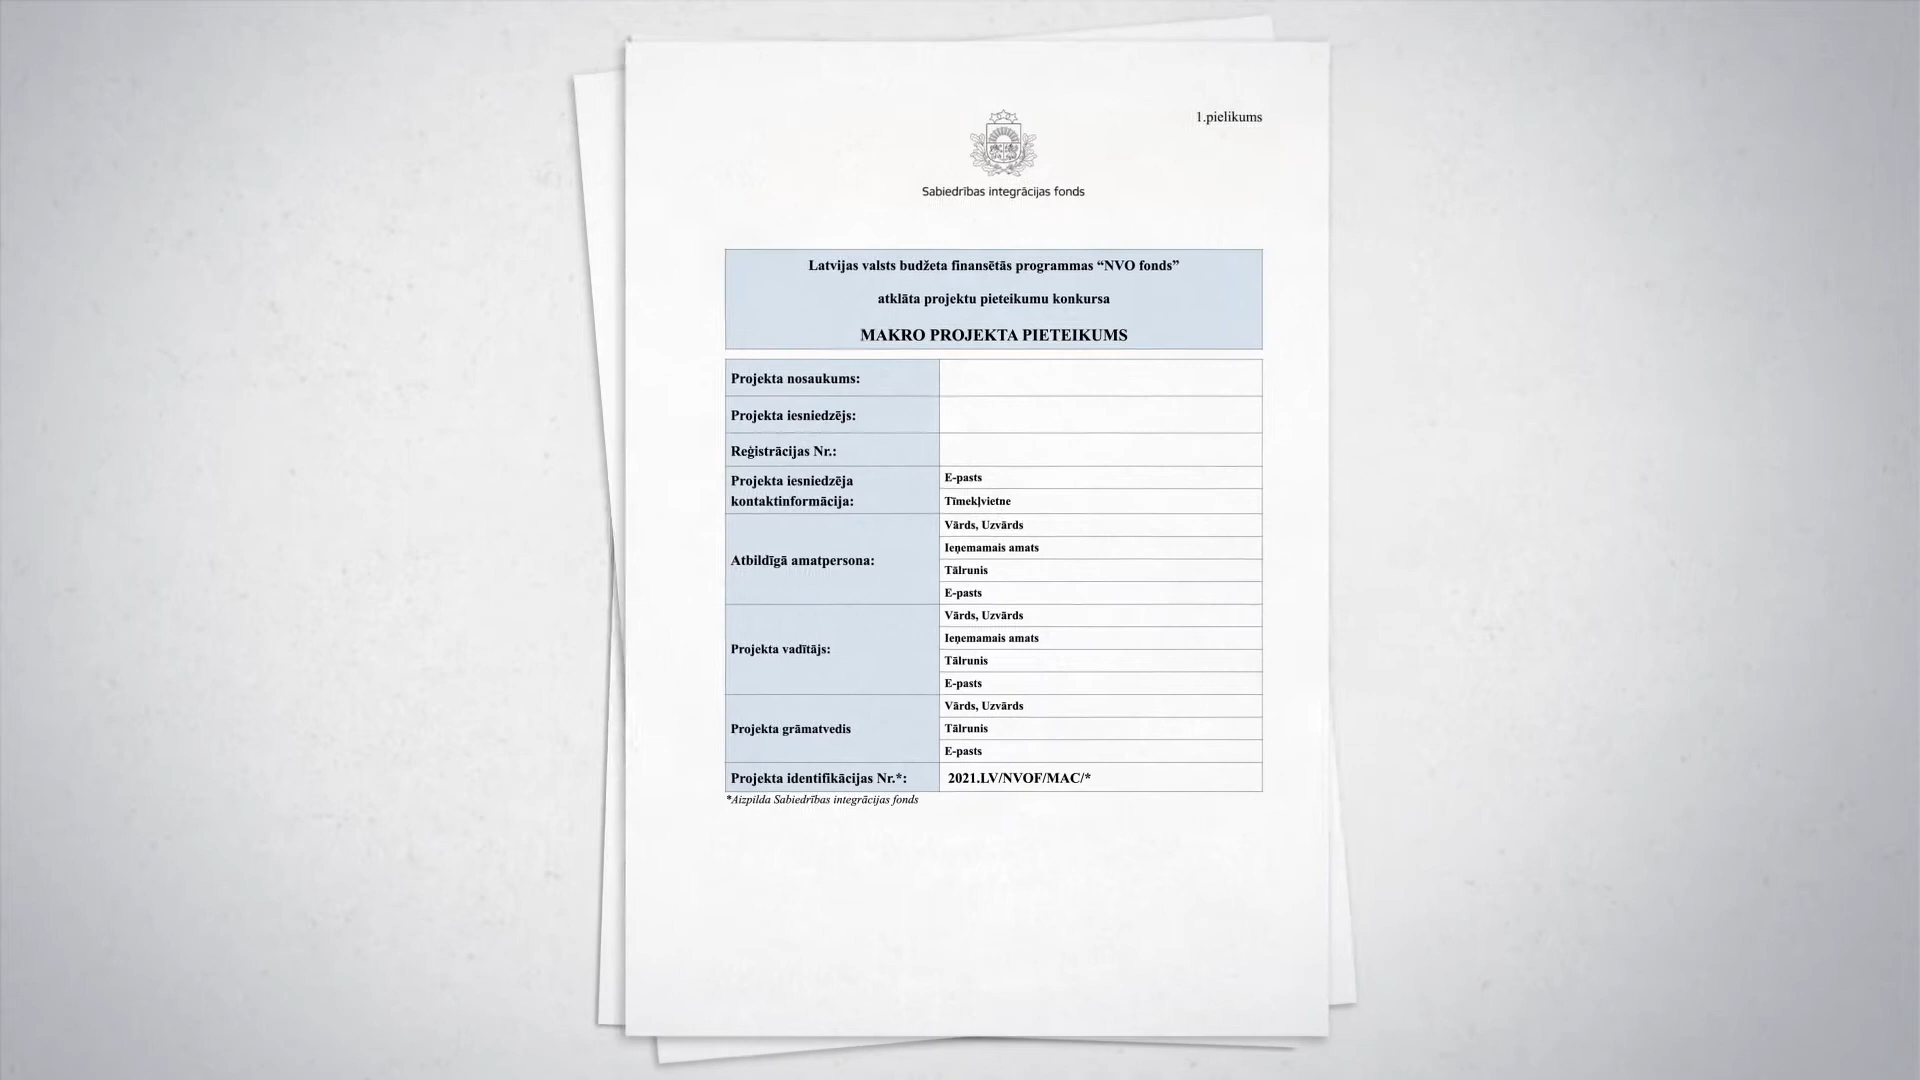 1.pielikums
Sabiedrības integrācijas fonds
Latvijas valsts budžeta finansētās programmas “NVO fonds”
atklāta projektu pieteikumu konkursa
MAKRO PROJEKTA PIETEIKUMS
Projekta nosaukums:
Projekta iesniedzējs:
Reģistrācijas Nr.:
Projekta iesniedzēja
kontaktinformācija:
E-pasts
Tīmekļvietne
Atbildīgā amatpersona:
Vārds, Uzvārds
Ieņemamais amats
Tālrunis
E-pasts
Projekta vadītājs:
Vārds, Uzvārds
Ieņemamais amats
Tālrunis
E-pasts
Projekta grāmatvedis
Vārds, Uzvārds
Tālrunis
E-pasts
Projekta identifikācijas Nr.*:
2021.LV/NVOF/MAC/*
*Aizpilda Sabiedrības integrācijas fonds